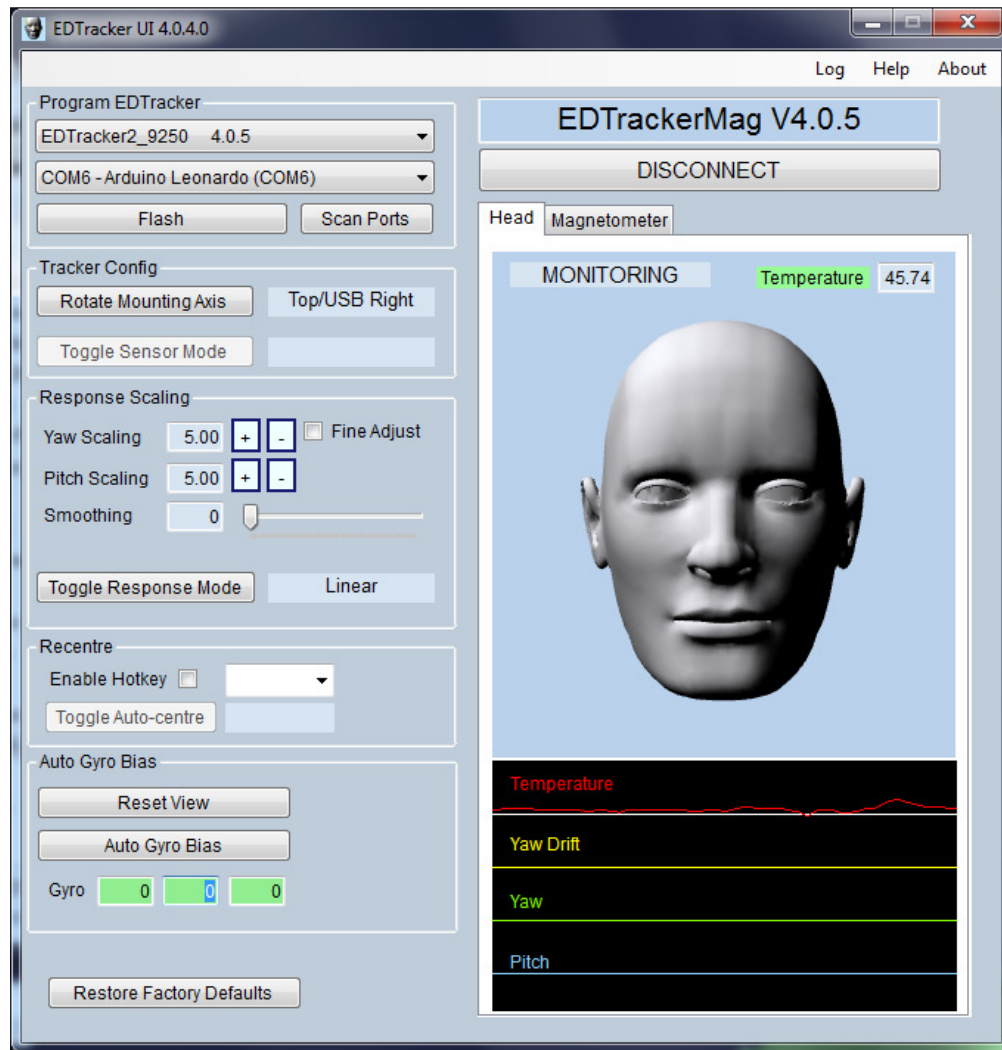 EDTracker UI 4.0.4.0
Log Help About
Program EDTracker
EDTracker2_9250 4.0.5
COM6 - Arduino Leonardo (COM6)
Flash Scan Ports
Tracker Config
Rotate Mounting Axis Top/USB Right
Toggle Sensor Mode
Response Scaling
Yaw Scaling 5.00 + - Fine Adjust
Pitch Scaling 5.00 + -
Smoothing 0
Toggle Response Mode Linear
Recentre
Enable Hotkey
Toggle Auto-centre
Auto Gyro Bias
Reset View
Auto Gyro Bias
Gyro 0 0 0
Restore Factory Defaults
EDTrackerMag V4.0.5
DISCONNECT
Head Magnetometer
MONITORING Temperature 45.74
Temperature
Yaw Drift
Yaw
Pitch